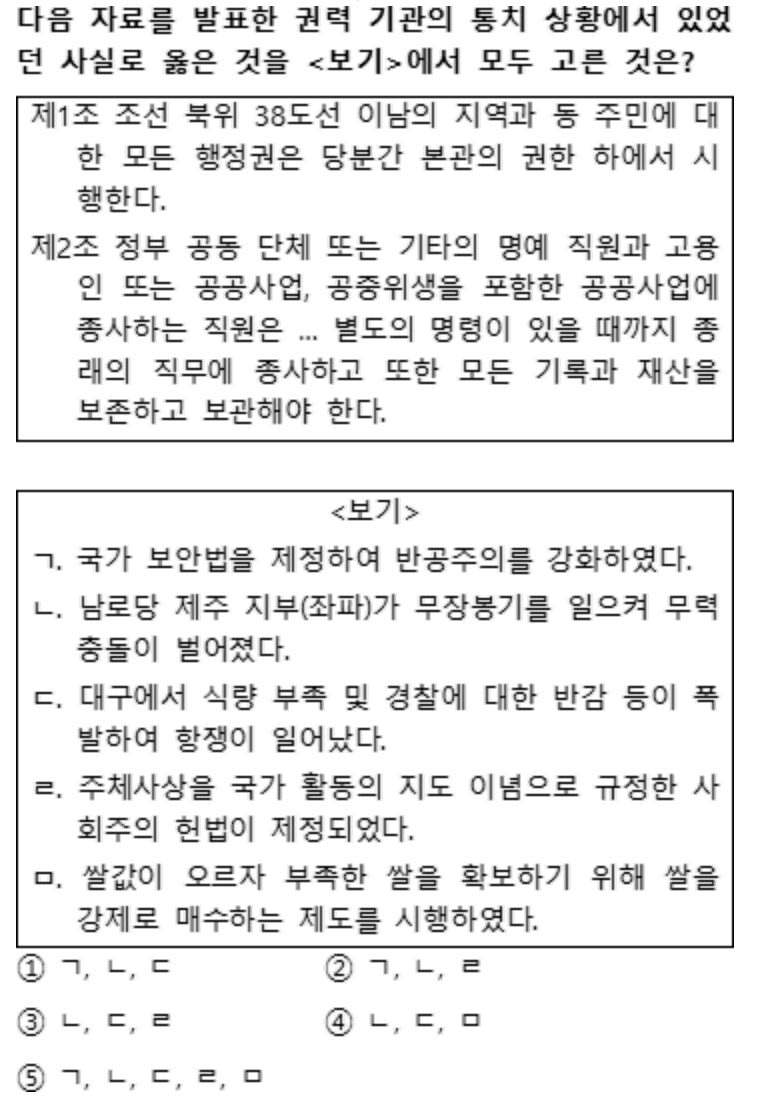 다음 자료를 발표한 권력 기관의 통치 상황에서 있었
던 사실로 옳은 것을 <보기>에서 모두 고른 것은?
제1조 조선 북위 38도선 이남의 지역과 동 주민에 대
한 모든 행정권은 당분간 본관의 권한 하에서 시
행한다.
제2조 정부 공동 단체 또는 기타의 명예 직원과 고용
인 또는 공공사업, 공중위생을 포함한 공공사업에
종사하는 직원은 ... 별도의 명령이 있을 때까지 종
래의 직무에 종사하고 또한 모든 기록과 재산을
보존하고 보관해야 한다.
<보기>
ㄱ. 국가 보안법을 제정하여 반공주의를 강화하였다.
ㄴ. 남로당 제주 지부(좌파)가 무장봉기를 일으켜 무력
충돌이 벌어졌다.
ㄷ. 대구에서 식량 부족 및 경찰에 대한 반감 등이 폭
발하여 항쟁이 일어났다.
ㄹ. 주체사상을 국가 활동의 지도 이념으로 규정한 사
회주의 헌법이 제정되었다.
ㅁ. 쌀값이 오르자 부족한 쌀을 확보하기 위해 쌀을
강제로 매수하는 제도를 시행하였다.
① ㄱ, ㄴ, ㄷ ② ㄱ, ㄴ, ㄹ
③ ㄴ, ㄷ, ㄹ ④ ㄴ, ㄷ, ㅁ
⑤ ㄱ, ㄴ, ㄷ, ㄹ, ㅁ